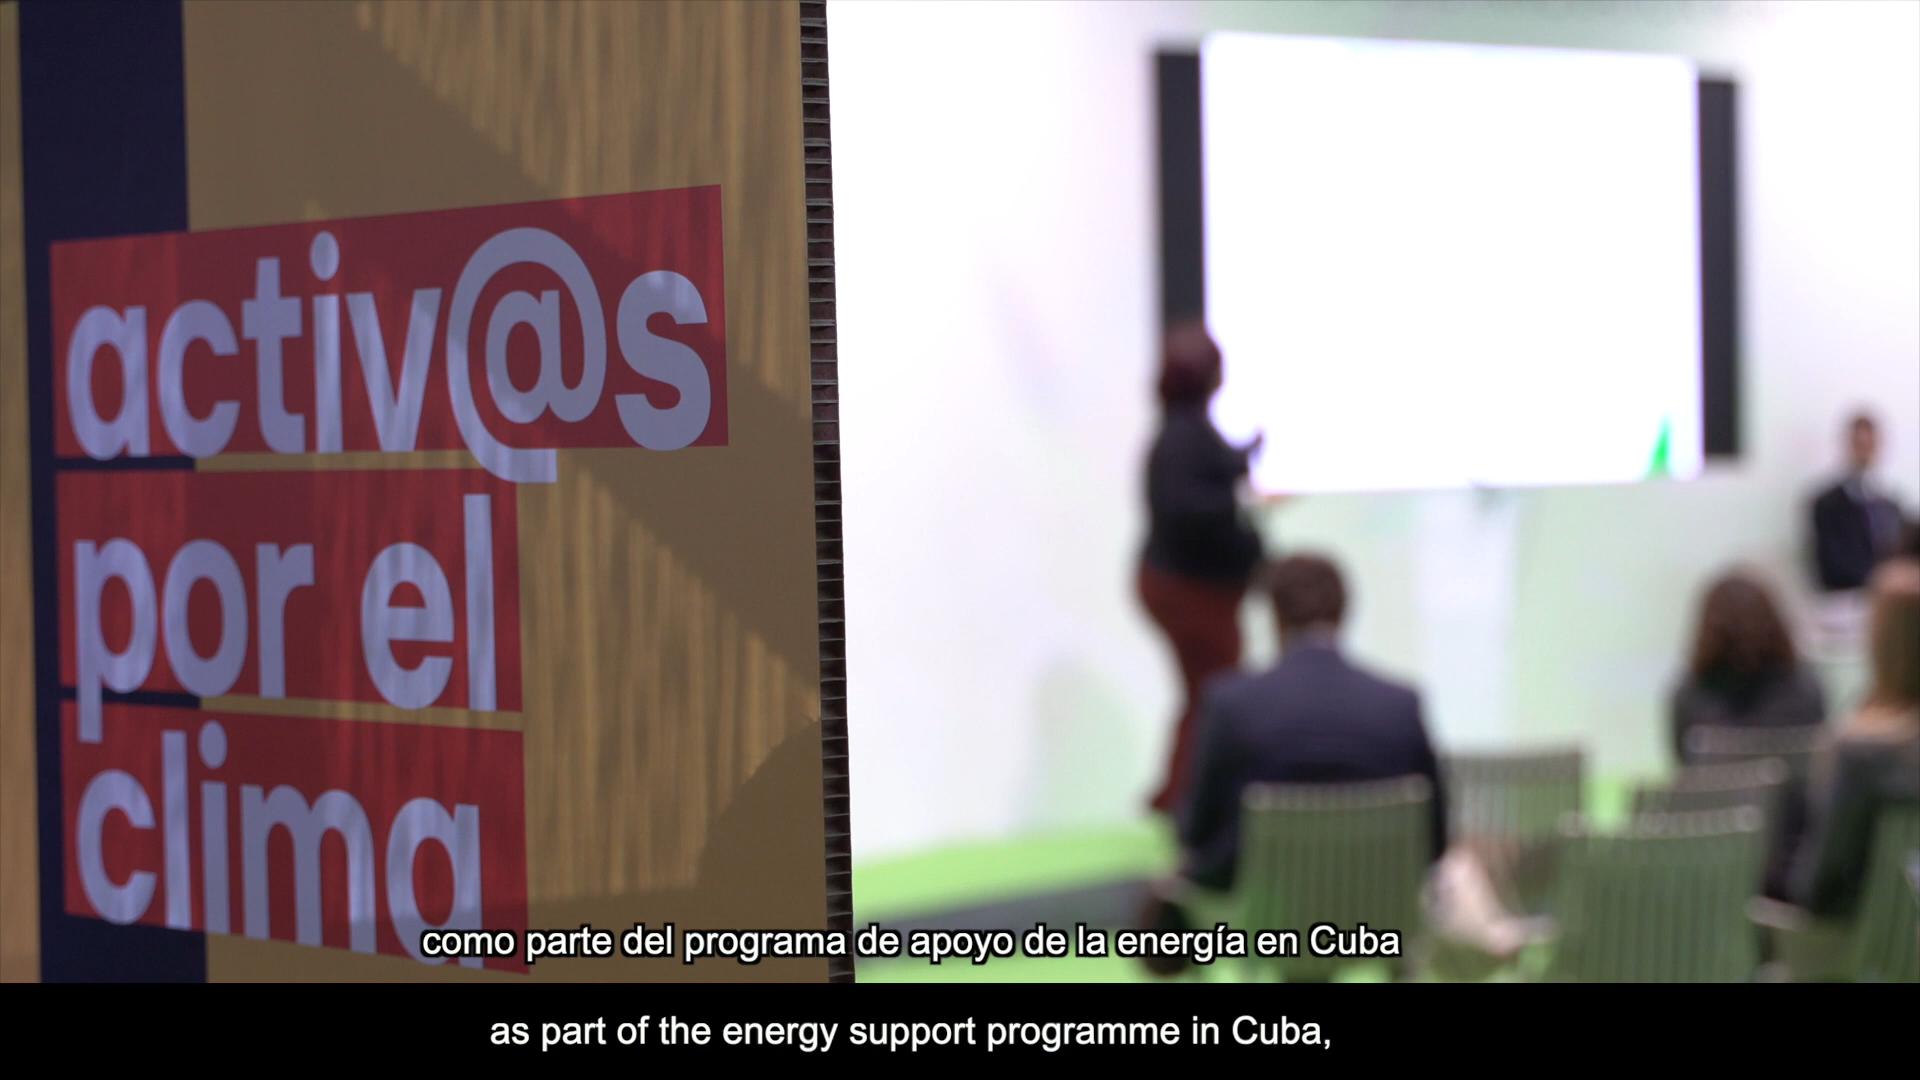 activ@s
por el
clima
como parte del programa de apoyo de la energía en Cuba
as part of the energy support programme in Cuba,